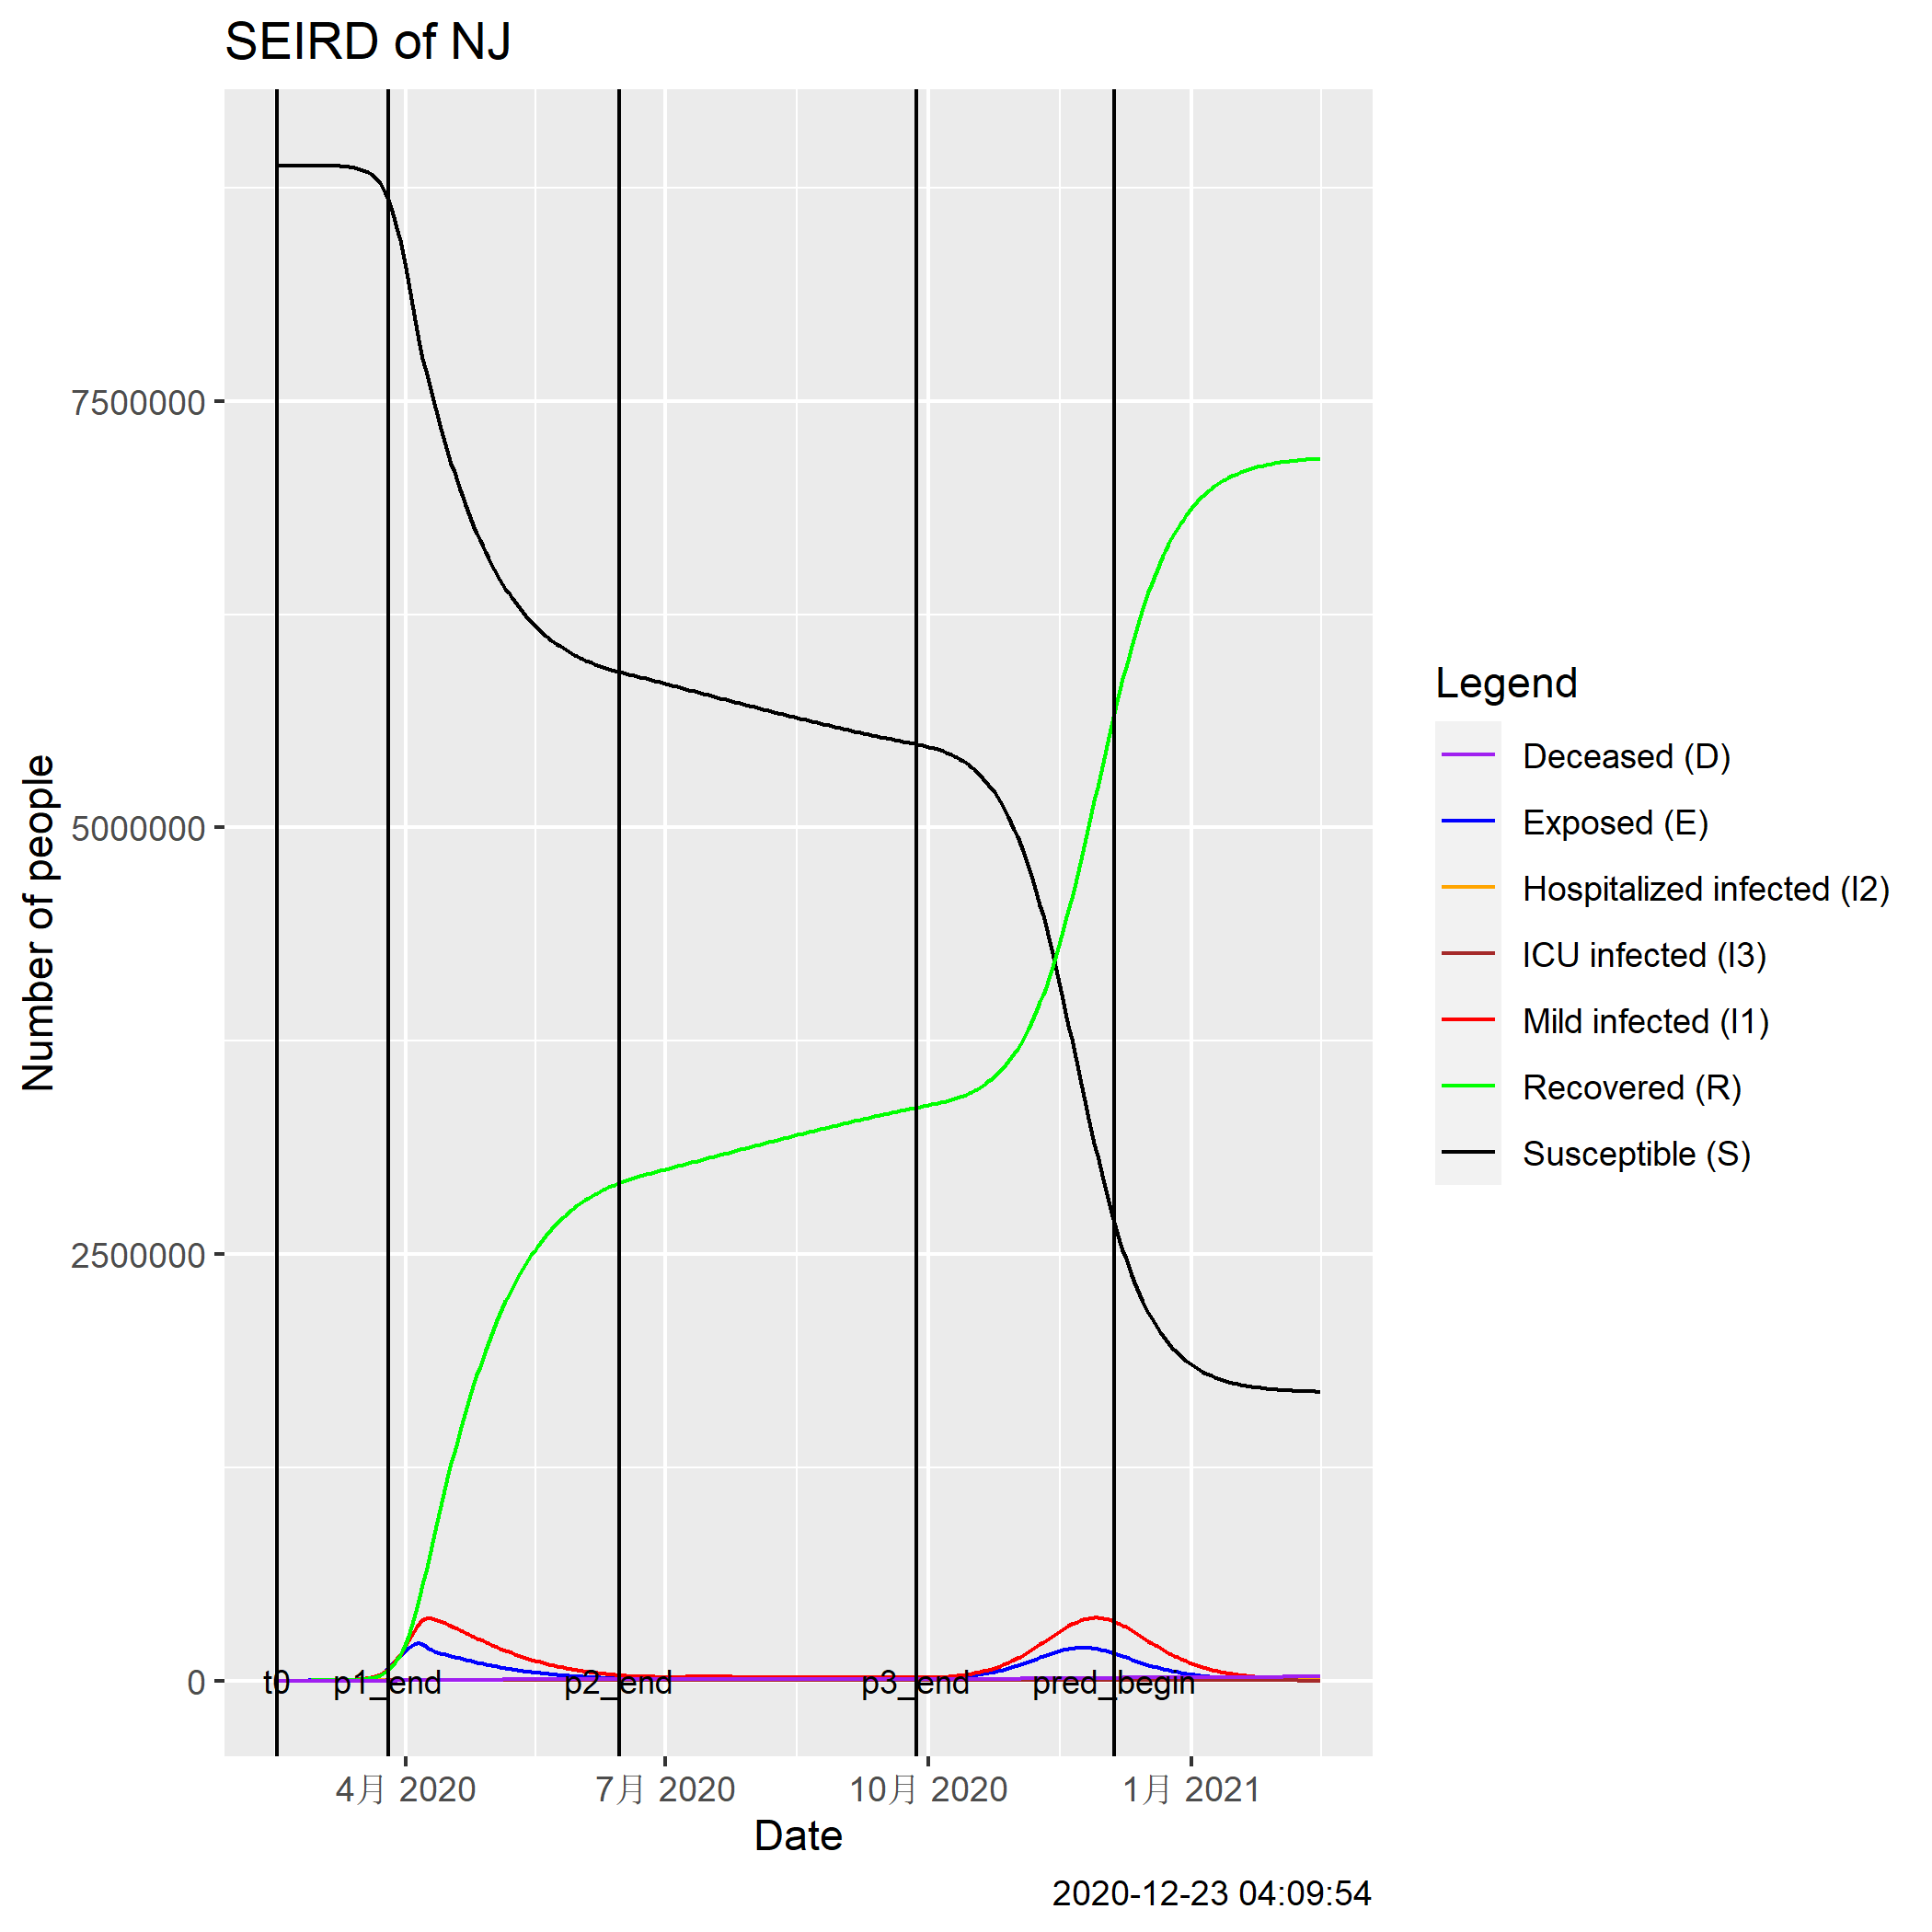 SEIRD of NJ
Number of people
7500000
5000000
2500000
0
t0 p1_end p2_end p3_end pred_begin
4月 2020 7月 2020 10月 2020 1月 2021
Date
2020-12-23 04:09:54
Legend
Deceased (D)
Exposed (E)
Hospitalized infected (I2)
ICU infected (I3)
Mild infected (I1)
Recovered (R)
Susceptible (S)